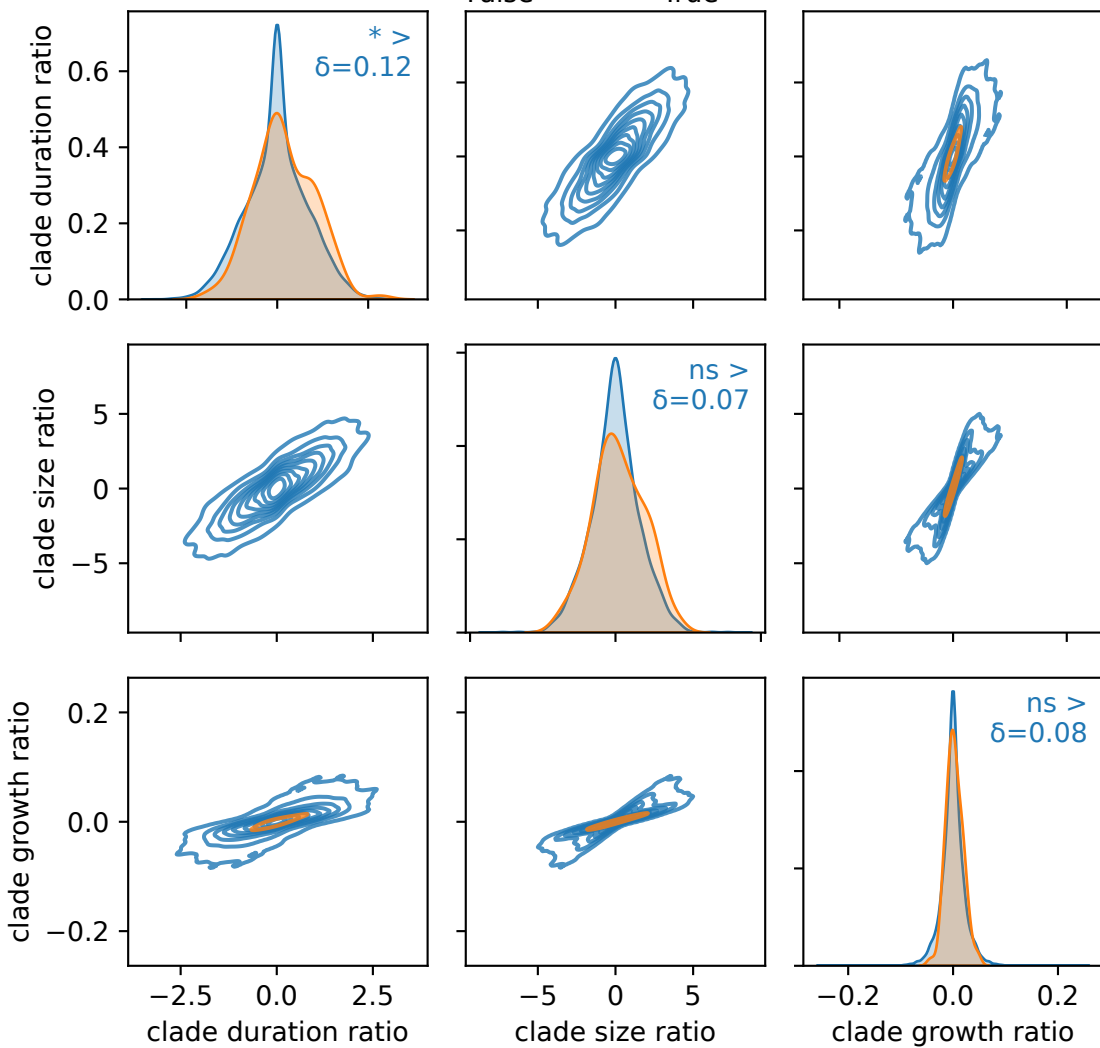 clade duration ratio
0.6
0.4
0.2
0.0
* >
δ=0.12
clade size ratio
5
0
−5
ns >
δ=0.07
clade growth ratio
0.2
0.0
−0.2
ns >
δ=0.08
−2.5 0.0 2.5
clade duration ratio
−5 0 5
clade size ratio
−0.2 0.0 0.2
clade growth ratio